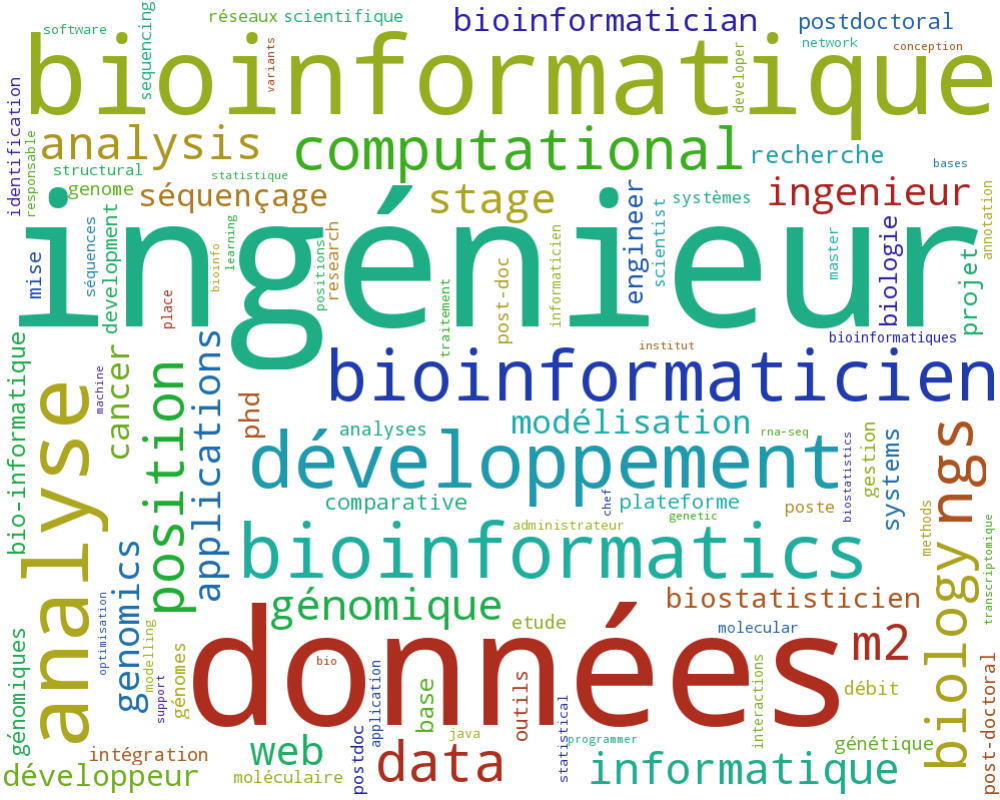 software
réseaux
scientifique
bioinformatician
postdoctoral
sequencing
variants
developer
network
conception
bioinformatique
identification
responsable
analysis
computational
recherche
bases
structural
genome
statistique
séquençage
stage
systèmes
ingenieur
annotation
ingénieur
mise
séquences
development
place
bioinfo
learning
positions
research
traitement
post-doc
informaticien
engineer
scientist
master
biologie
projet
bioinformatiques
institut
bio-informatique
analyse
machine
cancer
position
applications
phd
bioinformaticien
modélisation
analyses
développement
rna-seq
biostatistics
gestion
systems
ngs
comparative
chef
plateforme
poste
genetic
administrateur
methods
transcriptomique
bioinformatics
biology
génomiques
optimisation
genomics
modelling
support
génomes
génomique
etude
biostatisticien
molecular
m2
données
bio
application
base
outils
java
statistical
programmer
interactions
débit
génétique
post-doctoral
intégration
développeur
web
moléculaire
postdoc
data
informatique